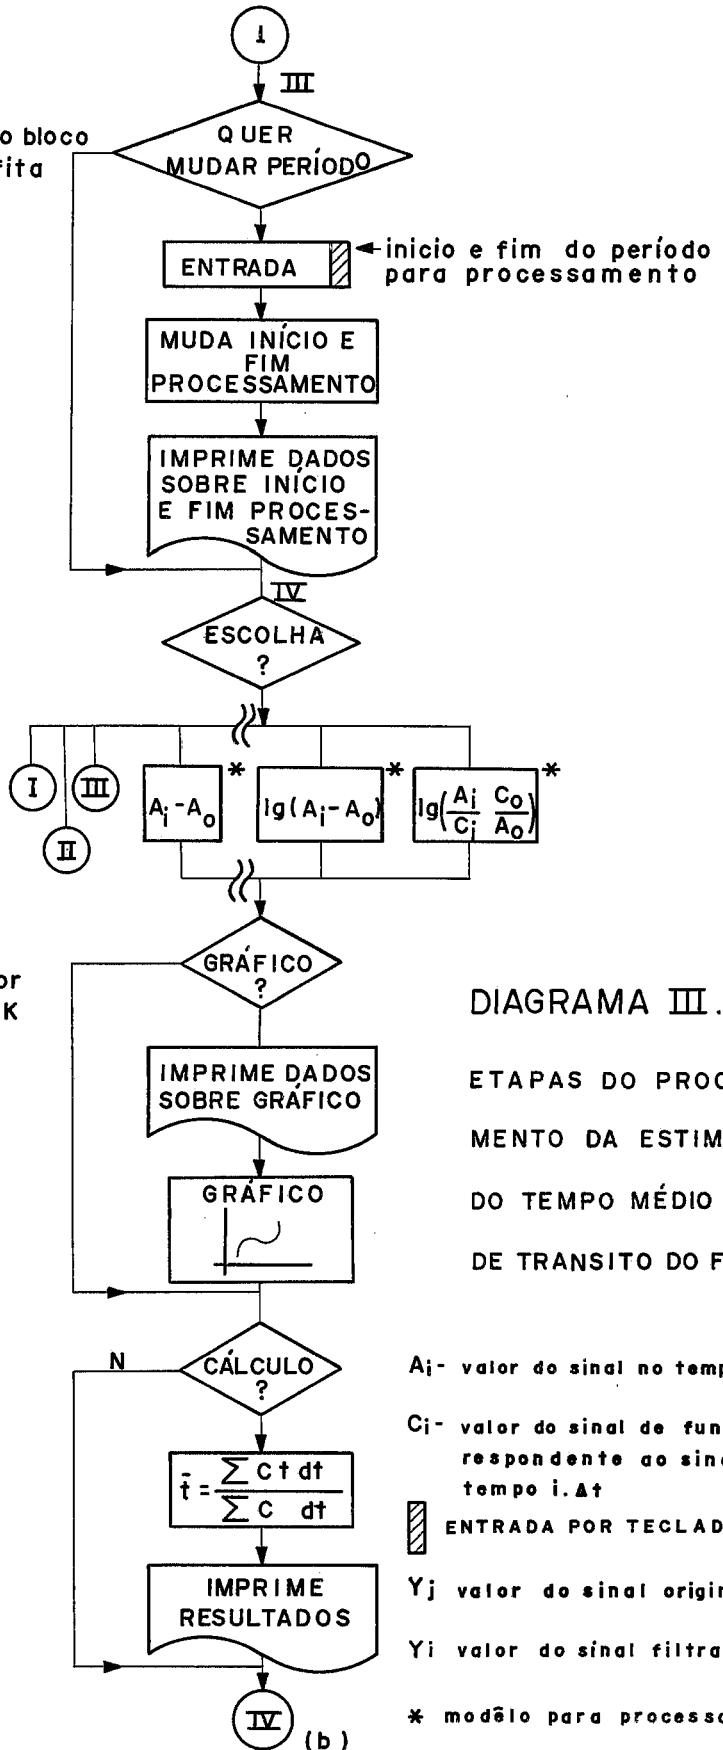 1
III
o bloco
fita
QUER
MUDAR PERÍODO
ENTRADA
inicio e fim do período
para processamento
MUDA INÍCIO E
FIM
PROCESSAMENTO
IMPRIME DADOS
SOBRE INÍCIO
E FIM PROCES-
SAMENTO
IV
ESCOLHA
?
I
II
III
Ai - Ao
*
lg(Ai - Ao)
*
lg(Ai/Ci Co/Ao)
*
GRÁFICO
?
or
K
IMPRIME DADOS
SOBRE GRÁFICO
GRÁFICO
DIAGRAMA III.
ETAPAS DO PROC
MENTO DA ESTIM
DO TEMPO MÉDIO
DE TRANSITO DO F
N
CÁLCULO
?
t̄ = ∑ C t dt / ∑ C dt
IMPRIME
RESULTADOS
IV
(b)
Ai- valor do sinal no temp
Ci- valor do sinal de fun
respondente ao sin
tempo i.Δt
ENTRADA POR TECLAD
Yj valor do sinal origin
Yi valor do sinal filtra
* modêlo para process